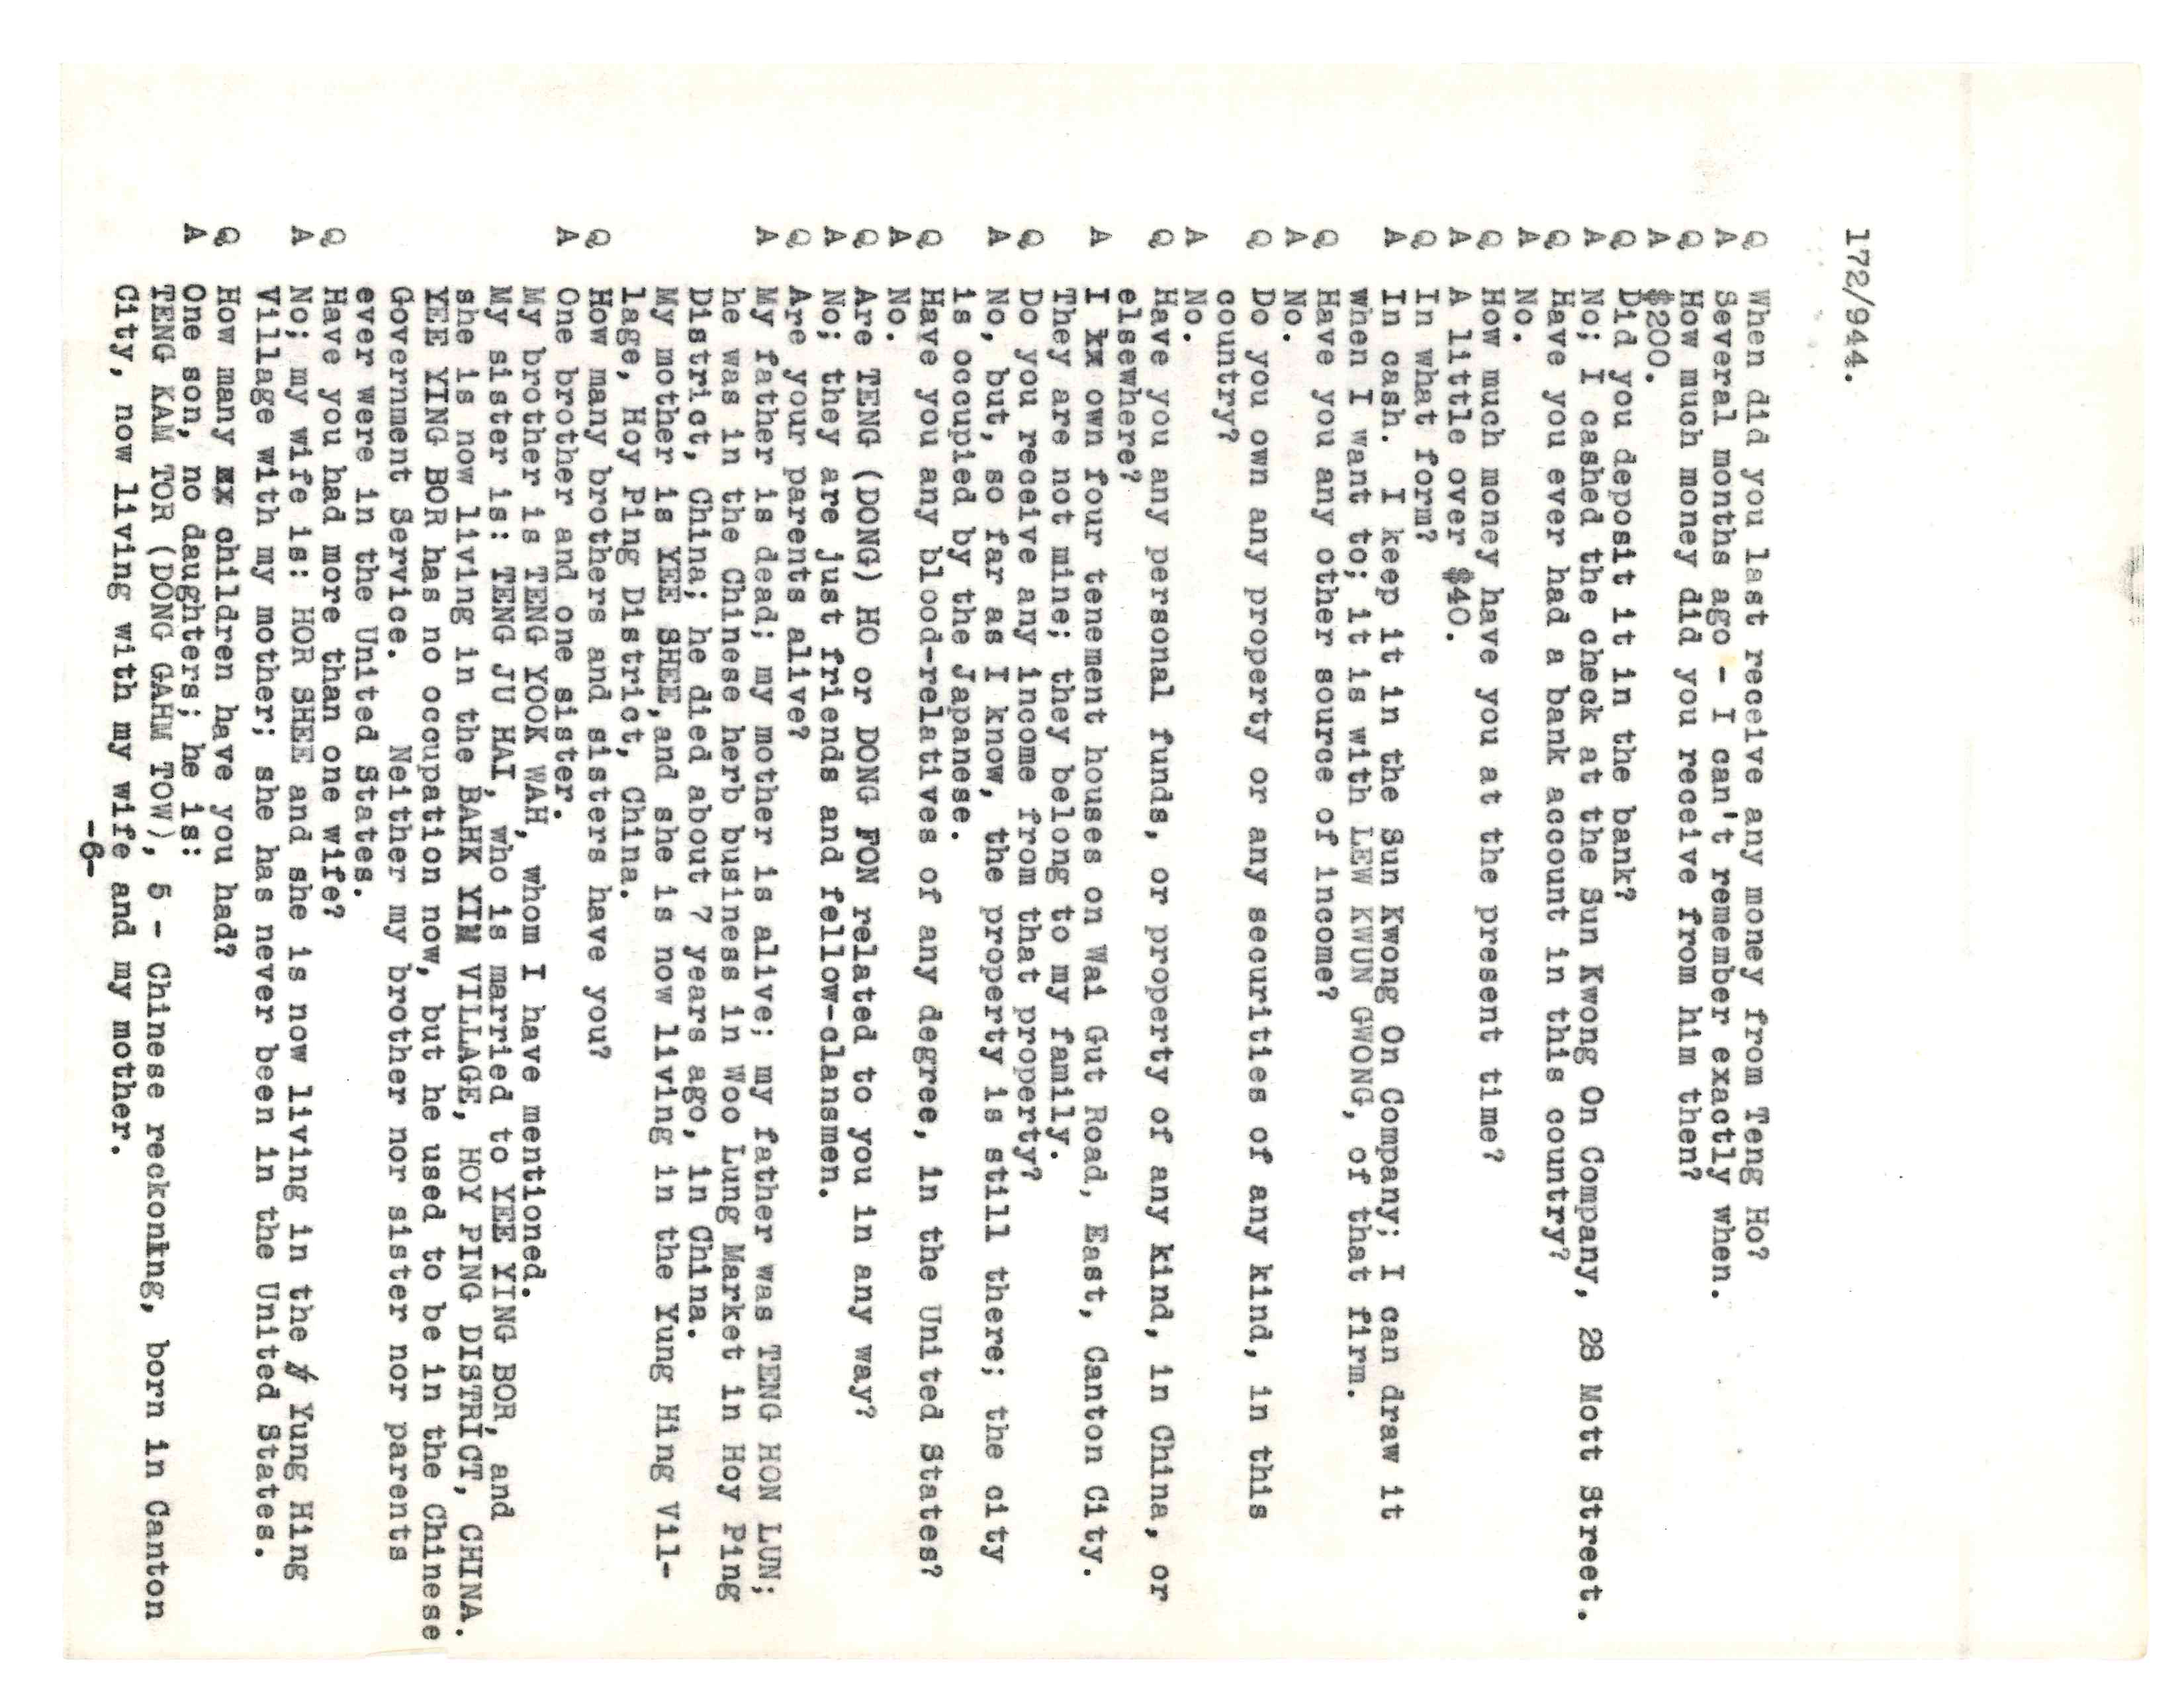 172/944.
Q When did you last receive any money from Teng Ho?
A Several months ago - I can't remember exactly when.
Q How much money did you receive from him then?
A $200.
Q Did you deposit it in the bank?
A No; I cashed the check at the Sun Kwong On Company, 28 Mott Street.
Q Have you ever had a bank account in this country?
A No.
Q How much money have you at the present time?
A A little over $40.
Q In what form?
A In cash. I keep it in the Sun Kwong On Company; I can draw it
when I want to; it is with LEW KWUN GWONG, of that firm.
Q Have you any other source of income?
A No.
Q Do you own any property or any securities of any kind, in this
country?
A No.
Q Have you any personal funds, or property of any kind, in China, or
elsewhere?
A I xx own four tenement houses on Wai Gut Road, East, Canton City.
They are not mine; they belong to my family.
Q Do you receive any income from that property?
A No, but, so far as I know, the property is still there; the city
is occupied by the Japanese.
Q Have you any blood-relatives of any degree, in the United States?
A No.
Q Are TENG (DONG) HO or DONG FON related to you in any way?
A No; they are just friends and fellow-clansmen.
Q Are your parents alive?
A My father is dead; my mother is alive; my father was TENG HON LUN;
he was in the Chinese herb business in Woo Lung Market in Hoy Ping
District, China; he died about 7 years ago, in China.
My mother is YEE SHEE,and she is now living in the Yung Hing Vil-
lage, Hoy Ping District, China.
Q How many brothers and sisters have you?
A One brother and one sister.
My brother is TENG YOOK WAH, whom I have mentioned.
My sister is: TENG JU HAI, who is married to YEE YING BOR, and
she is now living in the BAHK YIM VILLAGE, HOY PING DISTRICT, CHINA.
YEE YING BOR has no occupation now, but he used to be in the Chinese
Government Service. Neither my brother nor sister nor parents
ever were in the United States.
Q Have you had more than one wife?
A No; my wife is: HOR SHEE and she is now living in the Yung Hing
Village with my mother; she has never been in the United States.
Q How many xx children have you had?
A One son, no daughters; he is:
TENG KAM TOR (DONG GAHM TOW), 5 - Chinese reckoning, born in Canton
City, now living with my wife and my mother.
-6-